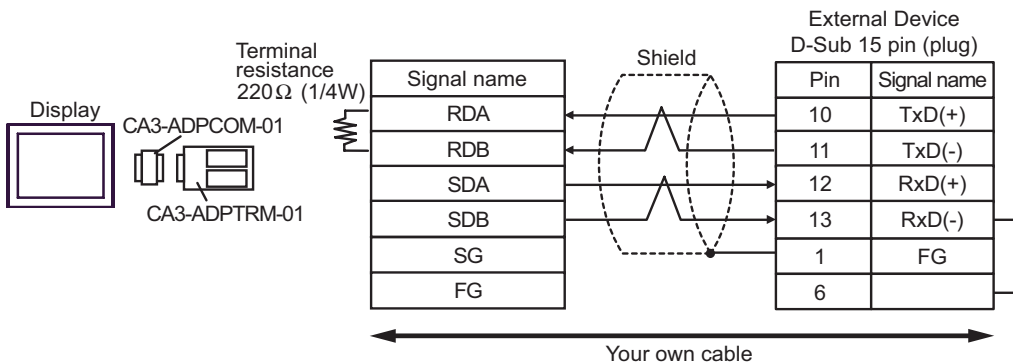 External Device
D-Sub 15 pin (plug)
Terminal
resistance
220Ω (1/4W)
Shield
Display
CA3-ADPCOM-01
CA3-ADPTRM-01
Signal name
RDA
RDB
SDA
SDB
SG
FG
Pin Signal name
10 TxD(+)
11 TxD(-)
12 RxD(+)
13 RxD(-)
1 FG
6
Your own cable